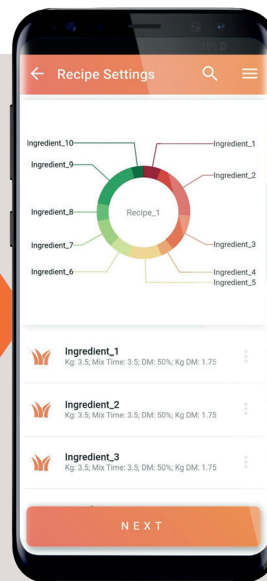 Recipe Settings
Ingredient_10
Ingredient_1
Ingredient_9
Ingredient_2
Ingredient_8
Recipe_1
Ingredient_7
Ingredient_3
Ingredient_6
Ingredient_4
Ingredient_5
Ingredient_1
Kg: 3.5; Mix Time: 3.5; DM: 50%; Kg DM: 1.75
Ingredient_2
Kg: 3.5; Mix Time: 3.5; DM: 50%; Kg DM: 1.75
Ingredient_3
Kg: 3.5; Mix Time: 3.5; DM: 50%; Kg DM: 1.75
NEXT